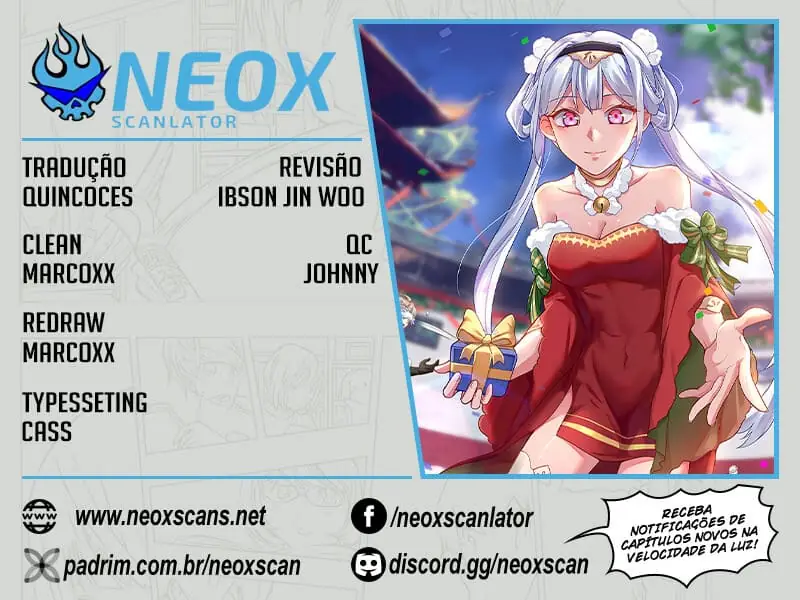 NEOX
SCANLATOR
TRADUÇÃO
QUINCOCES
REVISÃO
IBSON JIN WOO
CLEAN
MARCOXX
QC
JOHNNY
REDRAW
MARCOXX
TYPESSETING
CASS
www
www.neoxscans.net
f /neoxscanlator
padrim.com.br/neoxscan
discord.gg/neoxscan
RECEBA
NOTIFICAÇÕES DE
CAPÍTULOS NOVOS NA
VELOCIDADE DA LUZ!